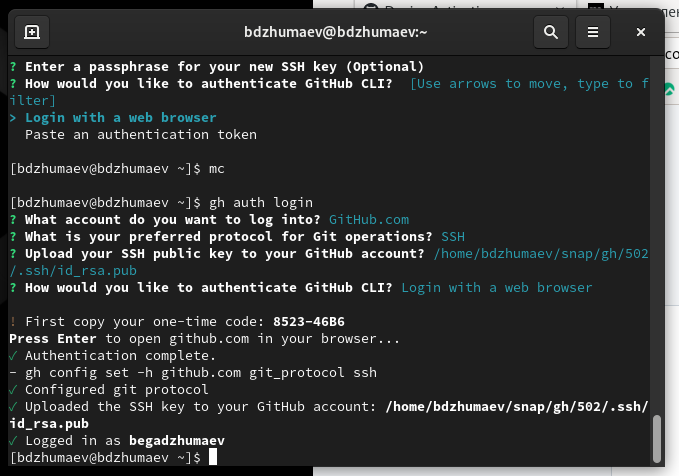 bdzhumaev@bdzhumaev:~
? Enter a passphrase for your new SSH key (Optional)
? How would you like to authenticate GitHub CLI?  [Use arrows to move, type to f
ilter]
> Login with a web browser
  Paste an authentication token

[bdzhumaev@bdzhumaev ~]$ mc

[bdzhumaev@bdzhumaev ~]$ gh auth login
? What account do you want to log into? GitHub.com
? What is your preferred protocol for Git operations? SSH
? Upload your SSH public key to your GitHub account? /home/bdzhumaev/snap/gh/502
/.ssh/id_rsa.pub
? How would you like to authenticate GitHub CLI? Login with a web browser

! First copy your one-time code: 8523-46B6
Press Enter to open github.com in your browser...
✓ Authentication complete.
- gh config set -h github.com git_protocol ssh
✓ Configured git protocol
✓ Uploaded the SSH key to your GitHub account: /home/bdzhumaev/snap/gh/502/.ssh/
id_rsa.pub
✓ Logged in as begadzhumaev
[bdzhumaev@bdzhumaev ~]$